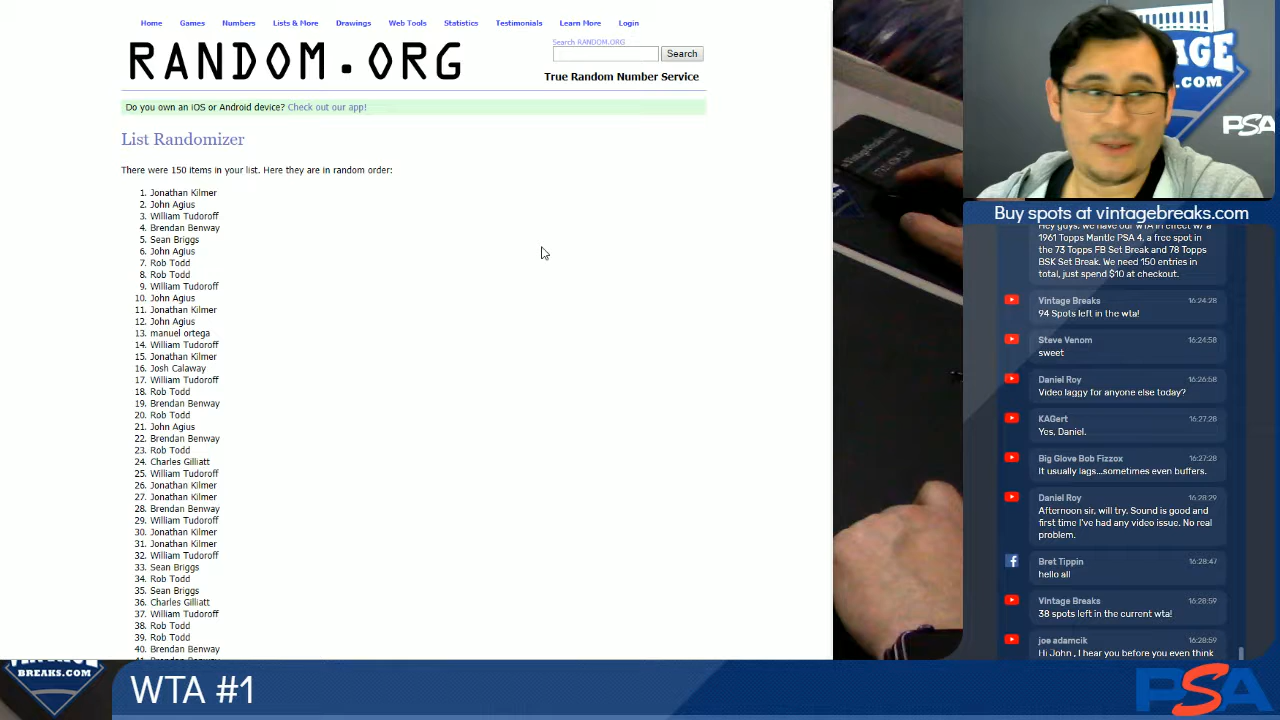 Home Games Numbers Lists & More Drawings Web Tools Statistics Testimonials Learn More Login
RANDOM.ORG
Search RANDOM.ORG
Search
True Random Number Service
Do you own an iOS or Android device? Check out our app!
List Randomizer
There were 150 items in your list. Here they are in random order:
1. Jonathan Kilmer
2. John Agius
3. William Tudoroff
4. Brendan Benway
5. Sean Briggs
6. John Agius
7. Rob Todd
8. Rob Todd
9. William Tudoroff
10. John Agius
11. Jonathan Kilmer
12. John Agius
13. manuel ortega
14. William Tudoroff
15. Jonathan Kilmer
16. Josh Calaway
17. William Tudoroff
18. Rob Todd
19. Brendan Benway
20. Rob Todd
21. John Agius
22. Brendan Benway
23. Rob Todd
24. Charles Gilliatt
25. William Tudoroff
26. Jonathan Kilmer
27. Jonathan Kilmer
28. Brendan Benway
29. William Tudoroff
30. Jonathan Kilmer
31. Jonathan Kilmer
32. William Tudoroff
33. Sean Briggs
34. Rob Todd
35. Sean Briggs
36. Charles Gilliatt
37. William Tudoroff
38. Rob Todd
39. Rob Todd
40. Brendan Benway
.COM
PSA
Buy spots at vintagebreaks.com
Hey guys, we have our WTA in effect w/ a
1961 Topps Mantle PSA 4, a free spot in
the 73 Topps FB Set Break and 78 Topps
BSK Set Break. We need 150 entries in
total, just spend $10 at checkout.
Vintage Breaks 16:24:28
94 Spots left in the wta!
Steve Venom 16:24:58
sweet
Daniel Roy 16:26:58
Video laggy for anyone else today?
KAGert 16:27:28
Yes, Daniel.
Big Glove Bob Fizzox 16:27:28
It usually lags...sometimes even buffers.
Daniel Roy 16:28:29
Afternoon sir, will try. Sound is good and
first time I've had any video issue. No real
problem.
Bret Tippin 16:28:47
hello all
Vintage Breaks 16:28:59
38 spots left in the current wta!
joe adamcik 16:28:59
Hi John , I hear you before you even think
VINTAGE
BREAKS.COM
WTA #1
PSA